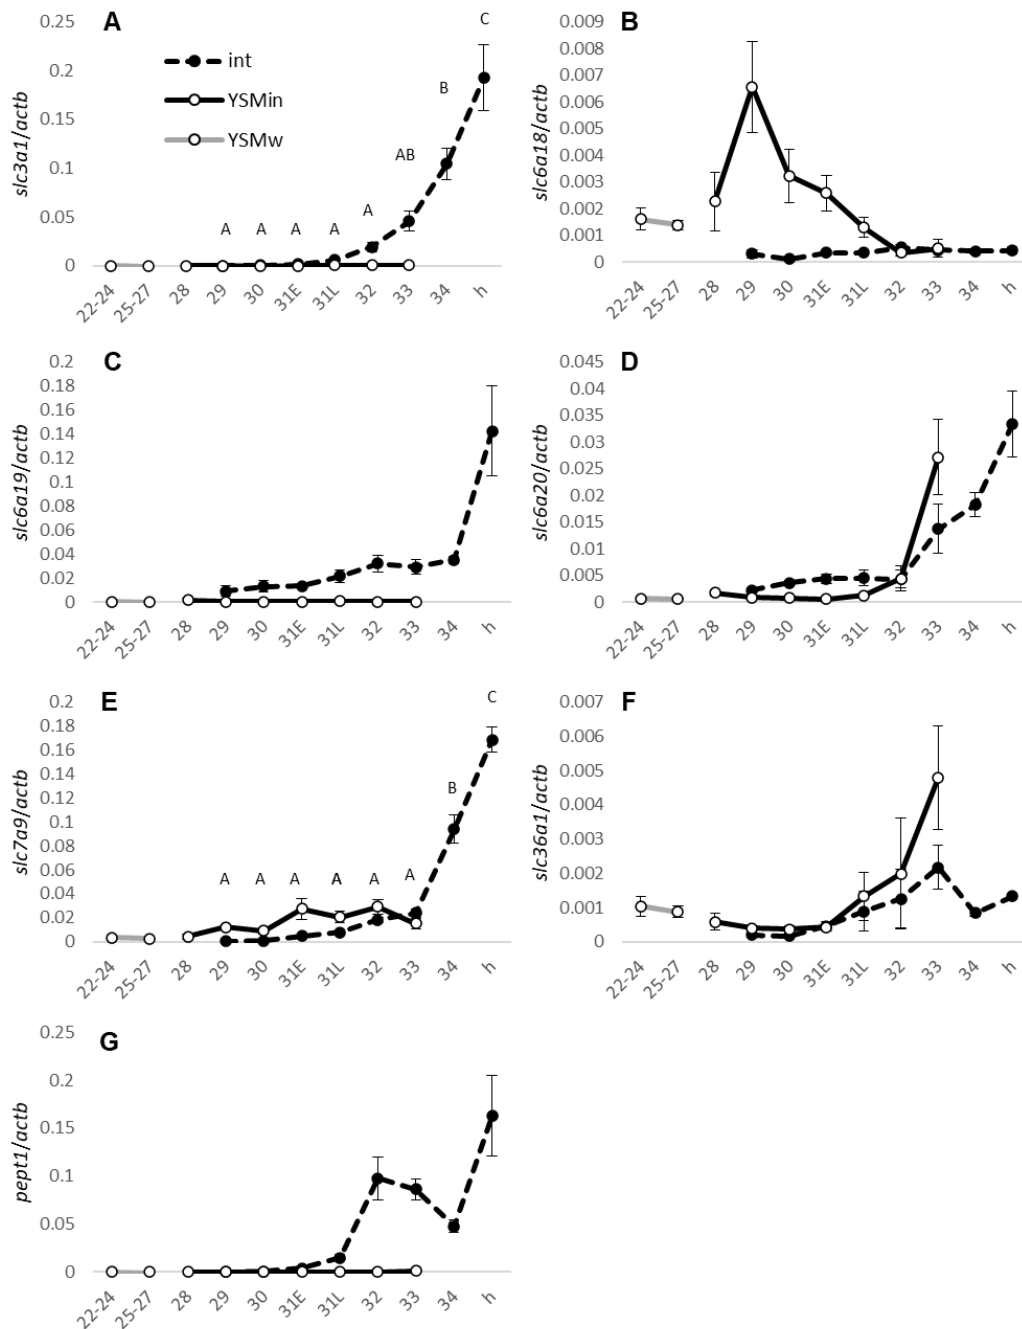 A
0.25
0.2
0.15
0.1
0.05
0
slc3a1/actb
int
YSMin
YSMw
A A A A A AB B C
22-24 25-27 28 29 30 31E 31L 32 33 34 h
B
0.009
0.008
0.007
0.006
0.005
0.004
0.003
0.002
0.001
0
slc6a18/actb
22-24 25-27 28 29 30 31E 31L 32 33 34 h
C
0.2
0.18
0.16
0.14
0.12
0.1
0.08
0.06
0.04
0.02
0
slc6a19/actb
22-24 25-27 28 29 30 31E 31L 32 33 34 h
D
0.045
0.04
0.035
0.03
0.025
0.02
0.015
0.01
0.005
0
slc6a20/actb
22-24 25-27 28 29 30 31E 31L 32 33 34 h
E
0.2
0.18
0.16
0.14
0.12
0.1
0.08
0.06
0.04
0.02
0
slc7a9/actb
A A A A A A B C
22-24 25-27 28 29 30 31E 31L 32 33 34 h
F
0.007
0.006
0.005
0.004
0.003
0.002
0.001
0
slc36a1/actb
22-24 25-27 28 29 30 31E 31L 32 33 34 h
G
0.25
0.2
0.15
0.1
0.05
0
pept1/actb
22-24 25-27 28 29 30 31E 31L 32 33 34 h